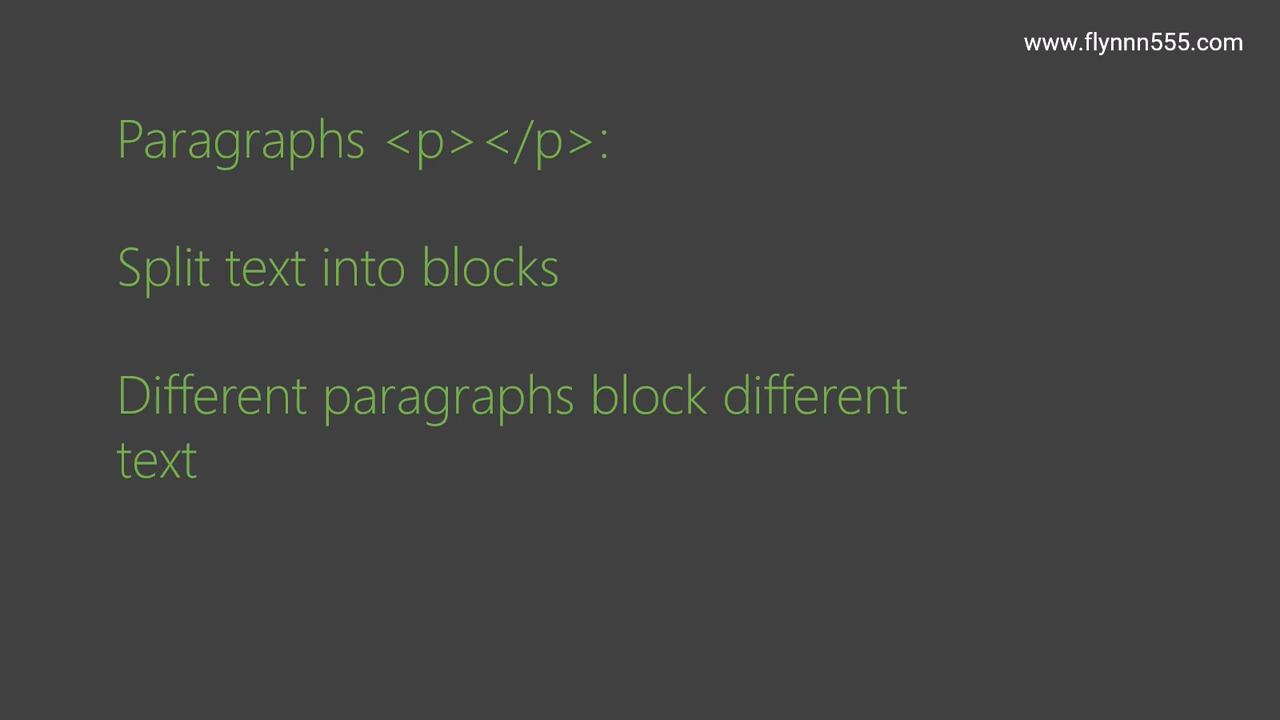 www.flynnn555.com
Paragraphs <p></p>:
Split text into blocks
Different paragraphs block different
text